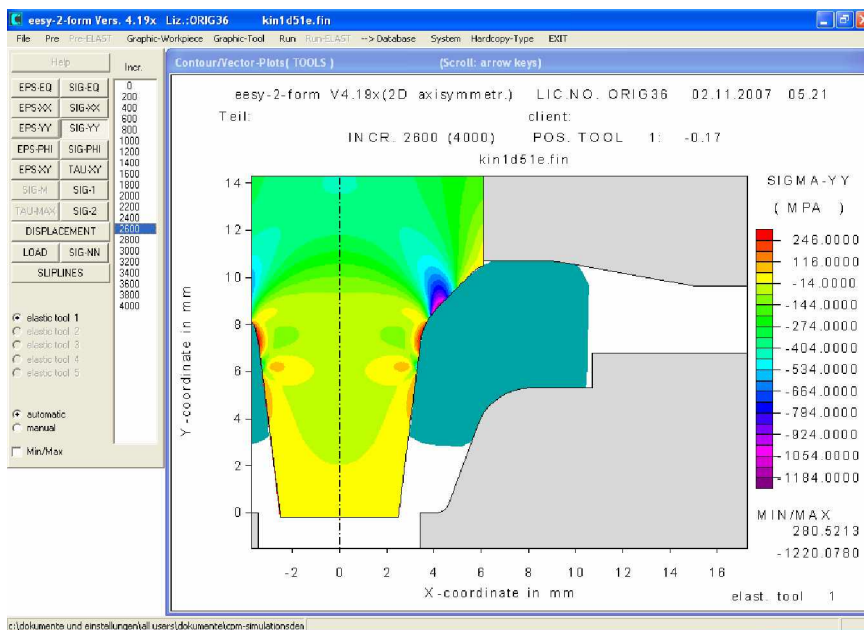 eesy-2-form Vers. 4.19x Liz.:ORIG36 kin1d51e.fin
File Pre Pre-ELAST Graphic-Workpiece Graphic-Tool Run Run-ELAST --> Database System Hardcopy-Type EXIT
Help
Incr.
EPS-EQ SIG-EQ
EPS-XX SIG-XX
EPS-YY SIG-YY
EPS-PHI SIG-PHI
EPS-XY TAU-XY
SIG-M SIG-1
TAU-MAX SIG-2
DISPLACEMENT
LOAD SIG-NN
SLIPLINES
0
200
400
600
800
1000
1200
1400
1600
1800
2000
2200
2400
2600
2800
3000
3200
3400
3600
3800
4000
elastic tool 1
elastic tool 2
elastic tool 3
elastic tool 4
elastic tool 5
automatic
manual
Min/Max
Contour/Vector-Plots( TOOLS ) (Scroll: arrow keys)
eesy-2-form V4.19x(2D axisymmetr.) LIC.NO. ORIG36 02.11.2007 05.21
Teil: client:
INCR. 2600 (4000) POS. TOOL 1: -0.17
kin1d51e.fin
14
12
10
8
6
4
2
0
Y-coordinate in mm
-2 0 2 4 6 8 10 12 14 16
X-coordinate in mm
SIGMA-YY
( MPA )
246.0000
116.0000
-14.0000
-144.0000
-274.0000
-404.0000
-534.0000
-664.0000
-794.0000
-924.0000
-1054.0000
-1184.0000
MIN/MAX
280.5213
-1220.0780
elast. tool 1
c:\dokumente und einstellungen\all users\dokumente\cpm-simulationsden